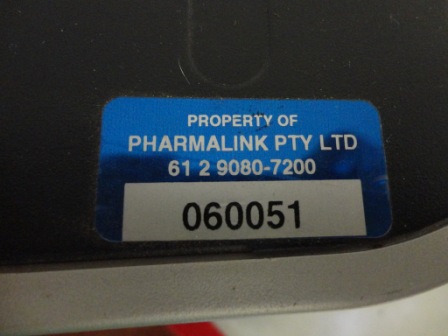 PROPERTY OF
PHARMALINK PTY LTD
61 2 9080-7200
060051